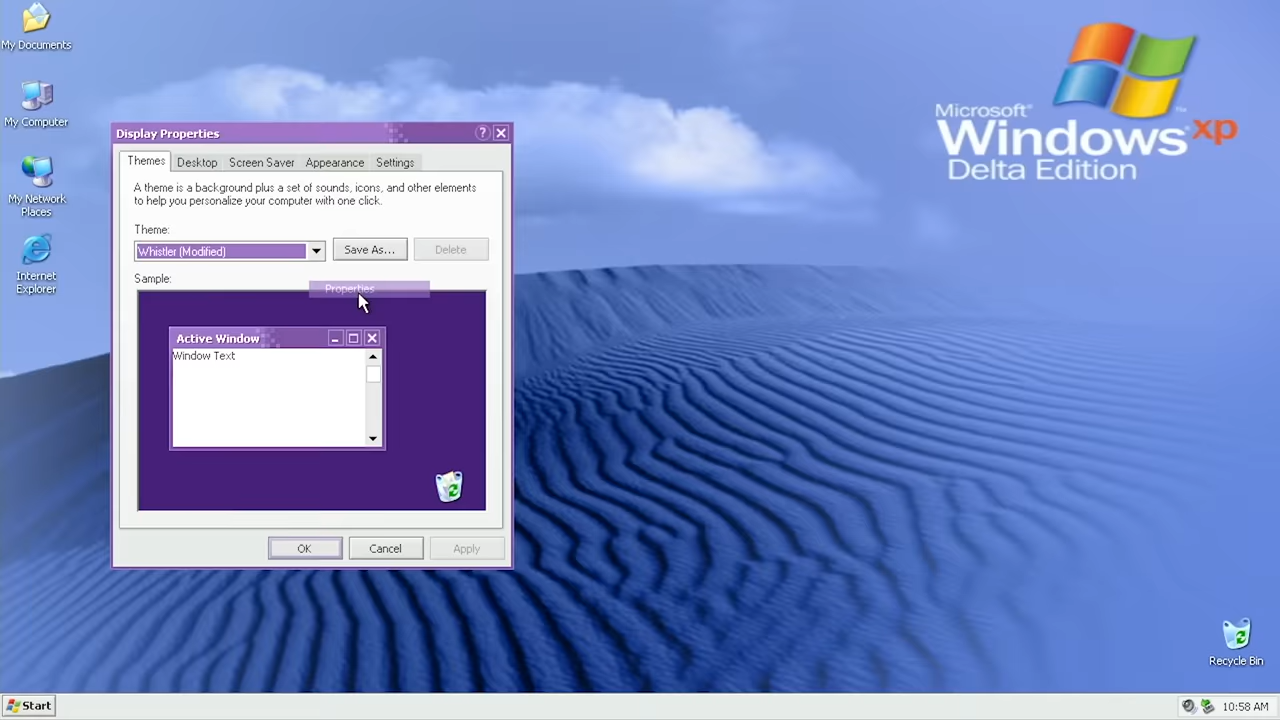 My Documents
My Computer
My Network
Places
Internet
Explorer
Microsoft®
Windows xp
Delta Edition
Display Properties
Themes Desktop Screen Saver Appearance Settings
A theme is a background plus a set of sounds, icons, and other elements
to help you personalize your computer with one click.
Theme:
Whistler (Modified) Save As... Delete
Sample:
Properties
Active Window
Window Text
OK Cancel Apply
Recycle Bin
Start 10:58 AM